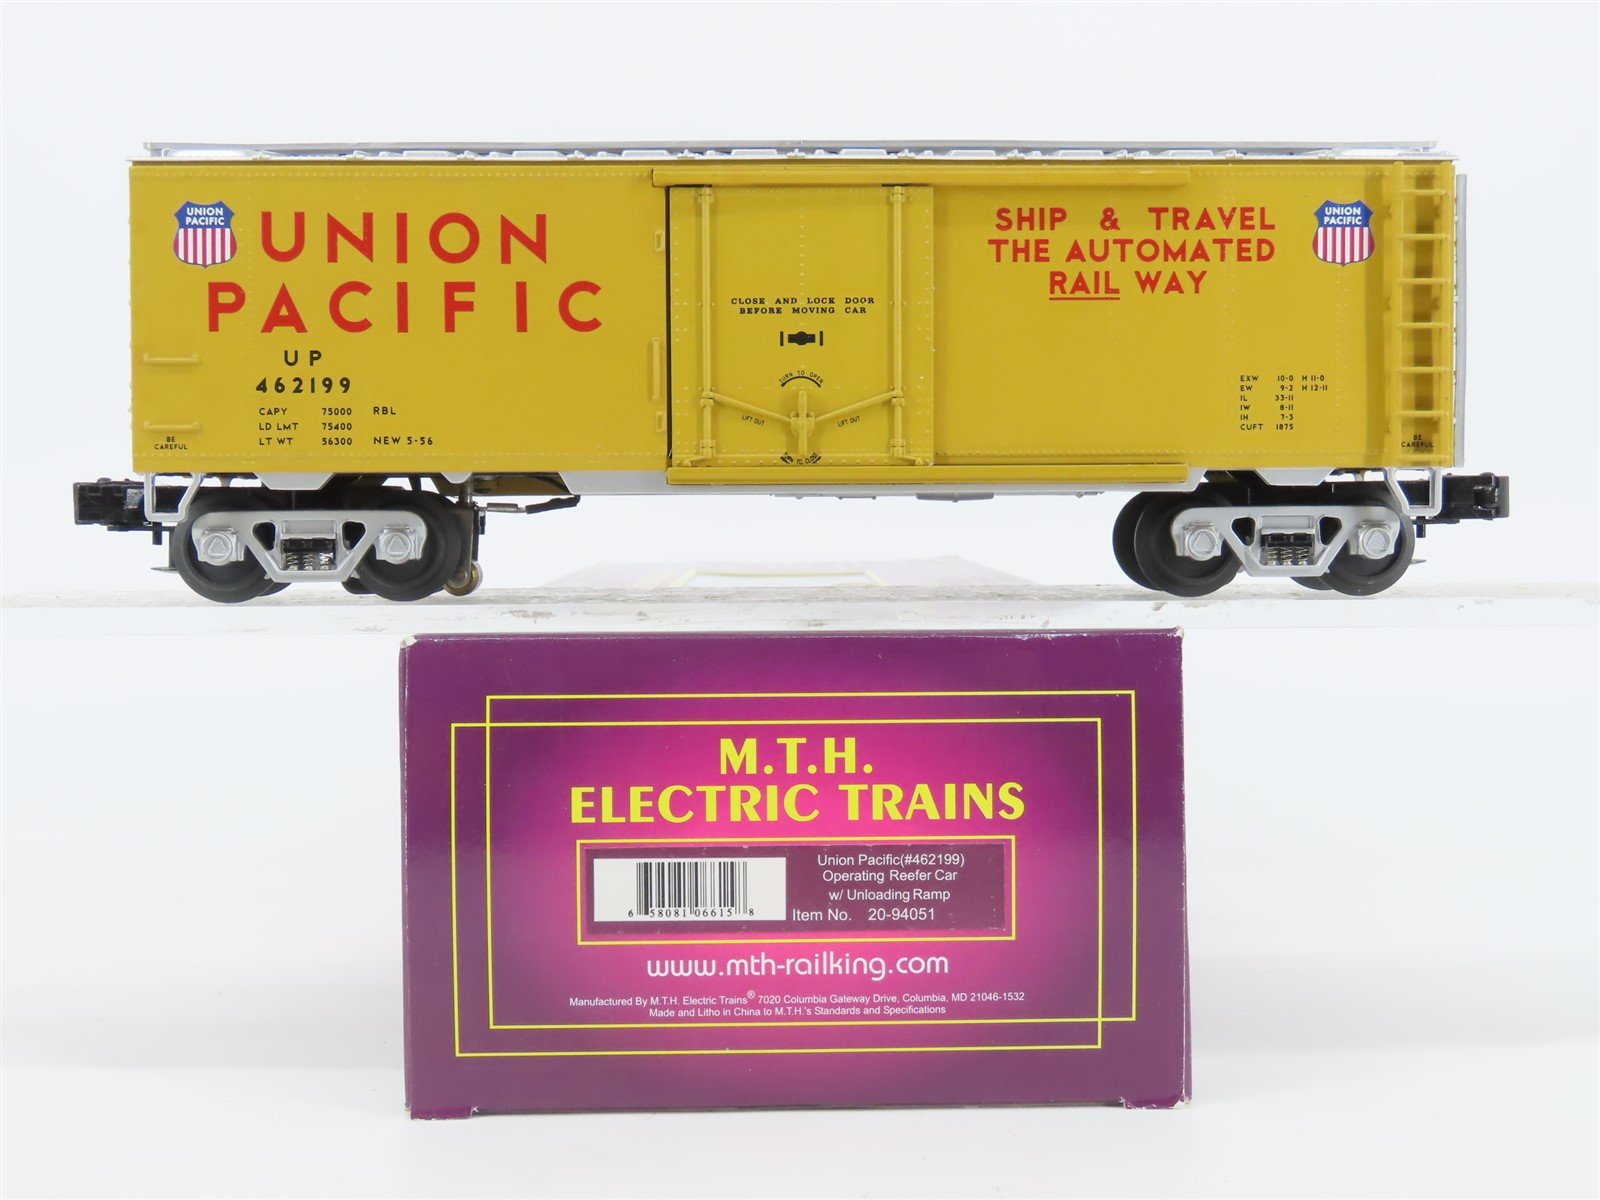 UNION
PACIFIC
UNION
PACIFIC
UP
462199
CAPY 75000 RBL
LD LMT 75400
LT WT 56300 NEW 5-56
BE
CAREFUL
CLOSE AND LOCK DOOR
BEFORE MOVING CAR
TURN TO OPEN
LIFT OUT
LIFT OUT
TURN TO CLOSE
SHIP & TRAVEL
THE AUTOMATED
RAIL WAY
UNION
PACIFIC
EXW 10-0 H 11-0
EW 9-2 H 12-11
IL 33-11
IW 8-11
IH 7-3
CUFT 1875
BE
CAREFUL
M.T.H.
ELECTRIC TRAINS
Union Pacific(#462199)
Operating Reefer Car
w/ Unloading Ramp
Item No. 20-94051
6 58081 06615 8
www.mth-railking.com
Manufactured By M.T.H. Electric Trains® 7020 Columbia Gateway Drive, Columbia, MD 21046-1532
Made and Litho in China to M.T.H.'s Standards and Specifications